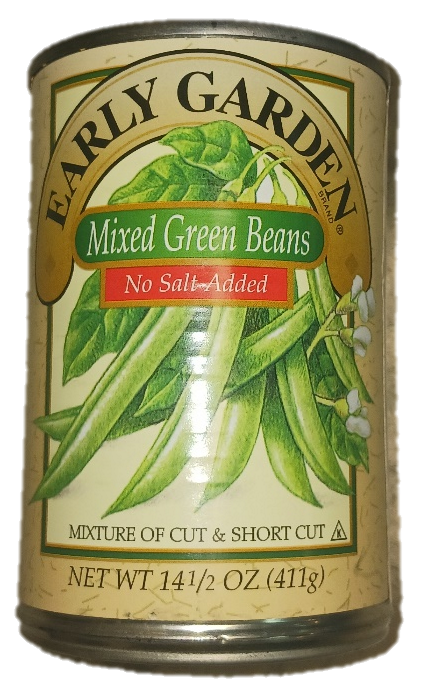 EARLY GARDEN
BRAND ®
Mixed Green Beans
No Salt Added
MIXTURE OF CUT & SHORT CUT K
NET WT 14 1/2 OZ (411g)